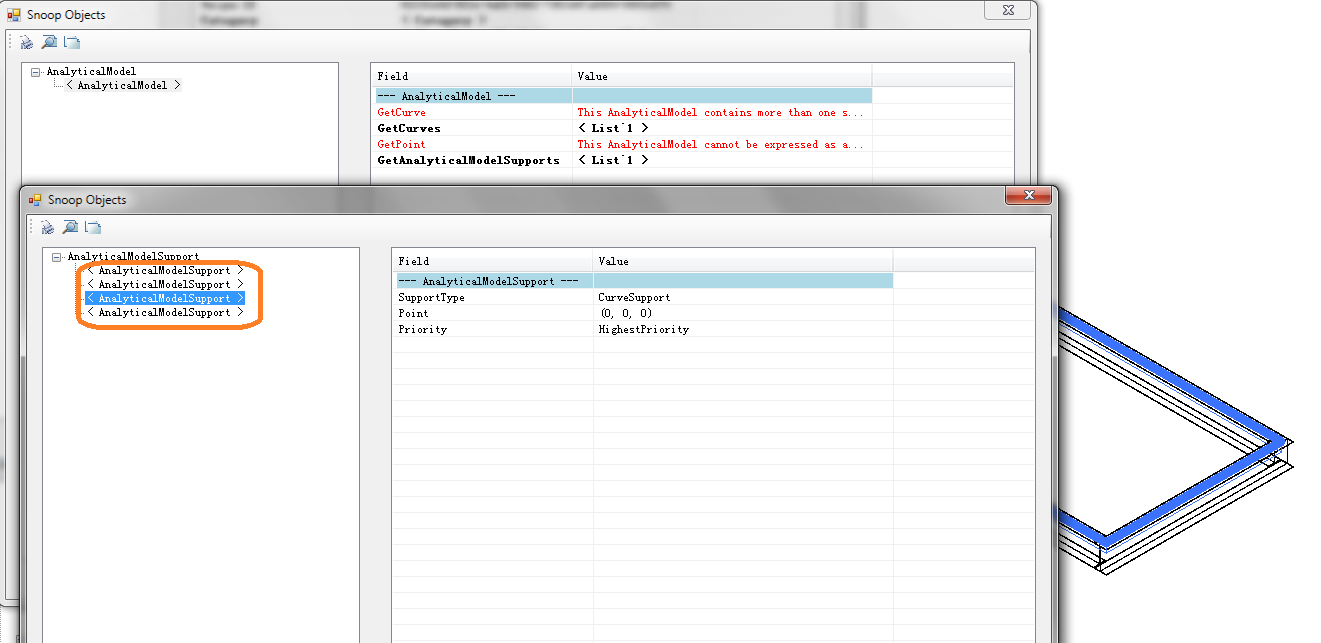 Snoop Objects
AnalyticalModel
< AnalyticalModel >
Field Value
--- AnalyticalModel ---
GetCurve This AnalyticalModel contains more than one s...
GetCurves < List`1 >
GetPoint This AnalyticalModel cannot be expressed as a...
GetAnalyticalModelSupports < List`1 >
Snoop Objects
AnalyticalModelSupport
< AnalyticalModelSupport >
< AnalyticalModelSupport >
< AnalyticalModelSupport >
< AnalyticalModelSupport >
Field Value
--- AnalyticalModelSupport ---
SupportType CurveSupport
Point (0, 0, 0)
Priority HighestPriority